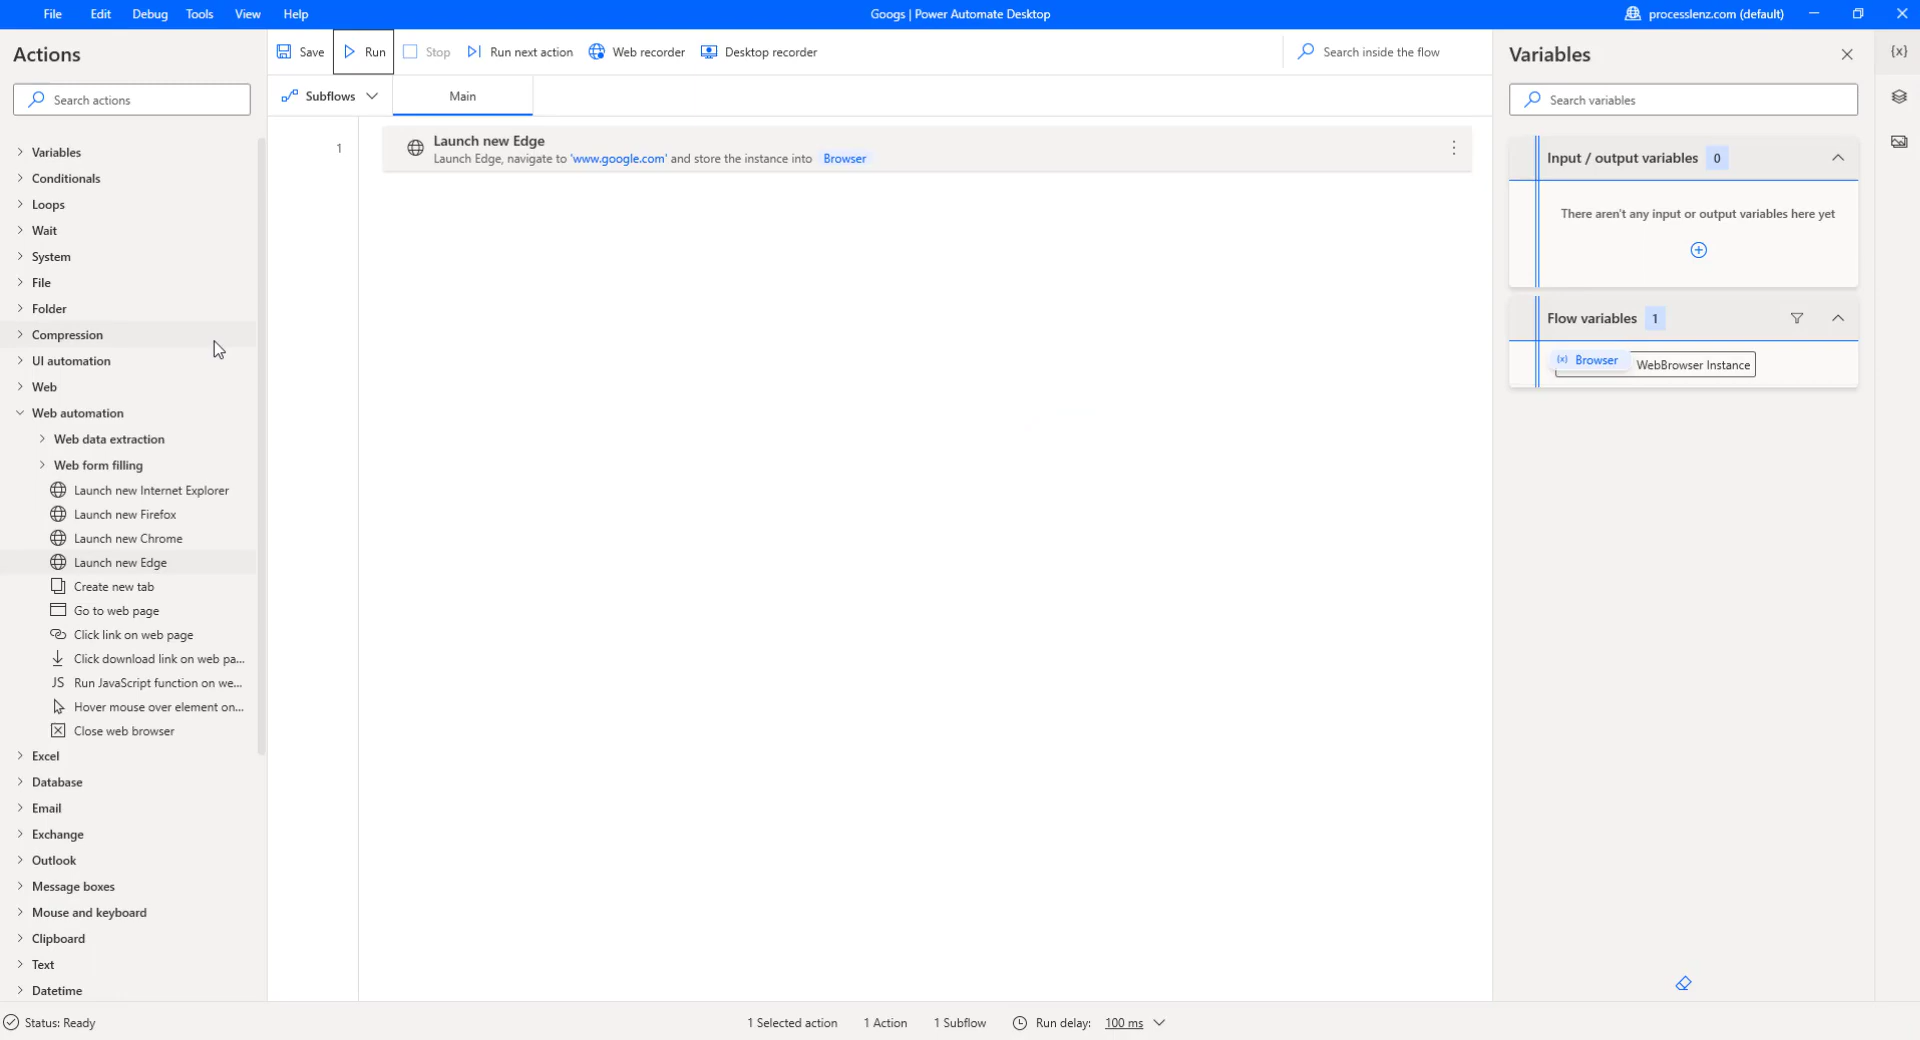 File Edit Debug Tools View Help
Googs | Power Automate Desktop
processlenz.com (default)
Actions
Search actions
Variables
Conditionals
Loops
Wait
System
File
Folder
Compression
UI automation
Web
Web automation
Web data extraction
Web form filling
Launch new Internet Explorer
Launch new Firefox
Launch new Chrome
Launch new Edge
Create new tab
Go to web page
Click link on web page
Click download link on web pa...
JS Run JavaScript function on we...
Hover mouse over element on...
Close web browser
Excel
Database
Email
Exchange
Outlook
Message boxes
Mouse and keyboard
Clipboard
Text
Datetime
Save Run Stop Run next action Web recorder Desktop recorder
Search inside the flow
Subflows Main
1
Launch new Edge
Launch Edge, navigate to 'www.google.com' and store the instance into Browser
Variables
{x}
Search variables
Input / output variables 0
There aren't any input or output variables here yet
Flow variables 1
(x) Browser WebBrowser Instance
Status: Ready
1 Selected action 1 Action 1 Subflow Run delay: 100 ms